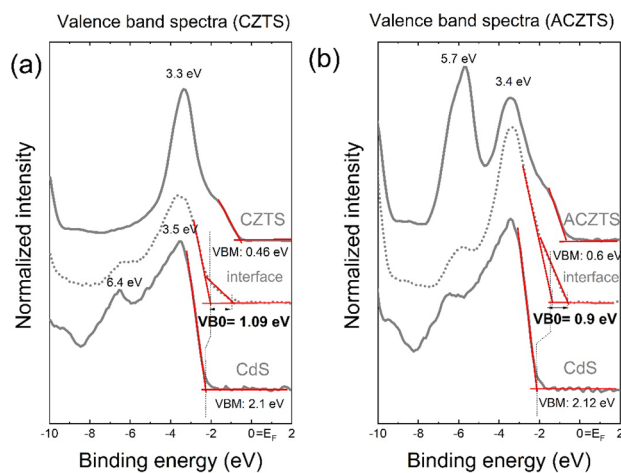 Valence band spectra (CZTS)
(a)
3.3 eV
CZTS
VBM: 0.46 eV
3.5 eV
interface
6.4 eV
VB0= 1.09 eV
CdS
VBM: 2.1 eV
Normalized intensity
-10 -8 -6 -4 -2 0=EF 2
Binding energy (eV)
Valence band spectra (ACZTS)
(b)
5.7 eV
3.4 eV
ACZTS
VBM: 0.6 eV
interface
VB0= 0.9 eV
CdS
VBM: 2.12 eV
Normalized intensity
-10 -8 -6 -4 -2 0=EF 2
Binding energy (eV)